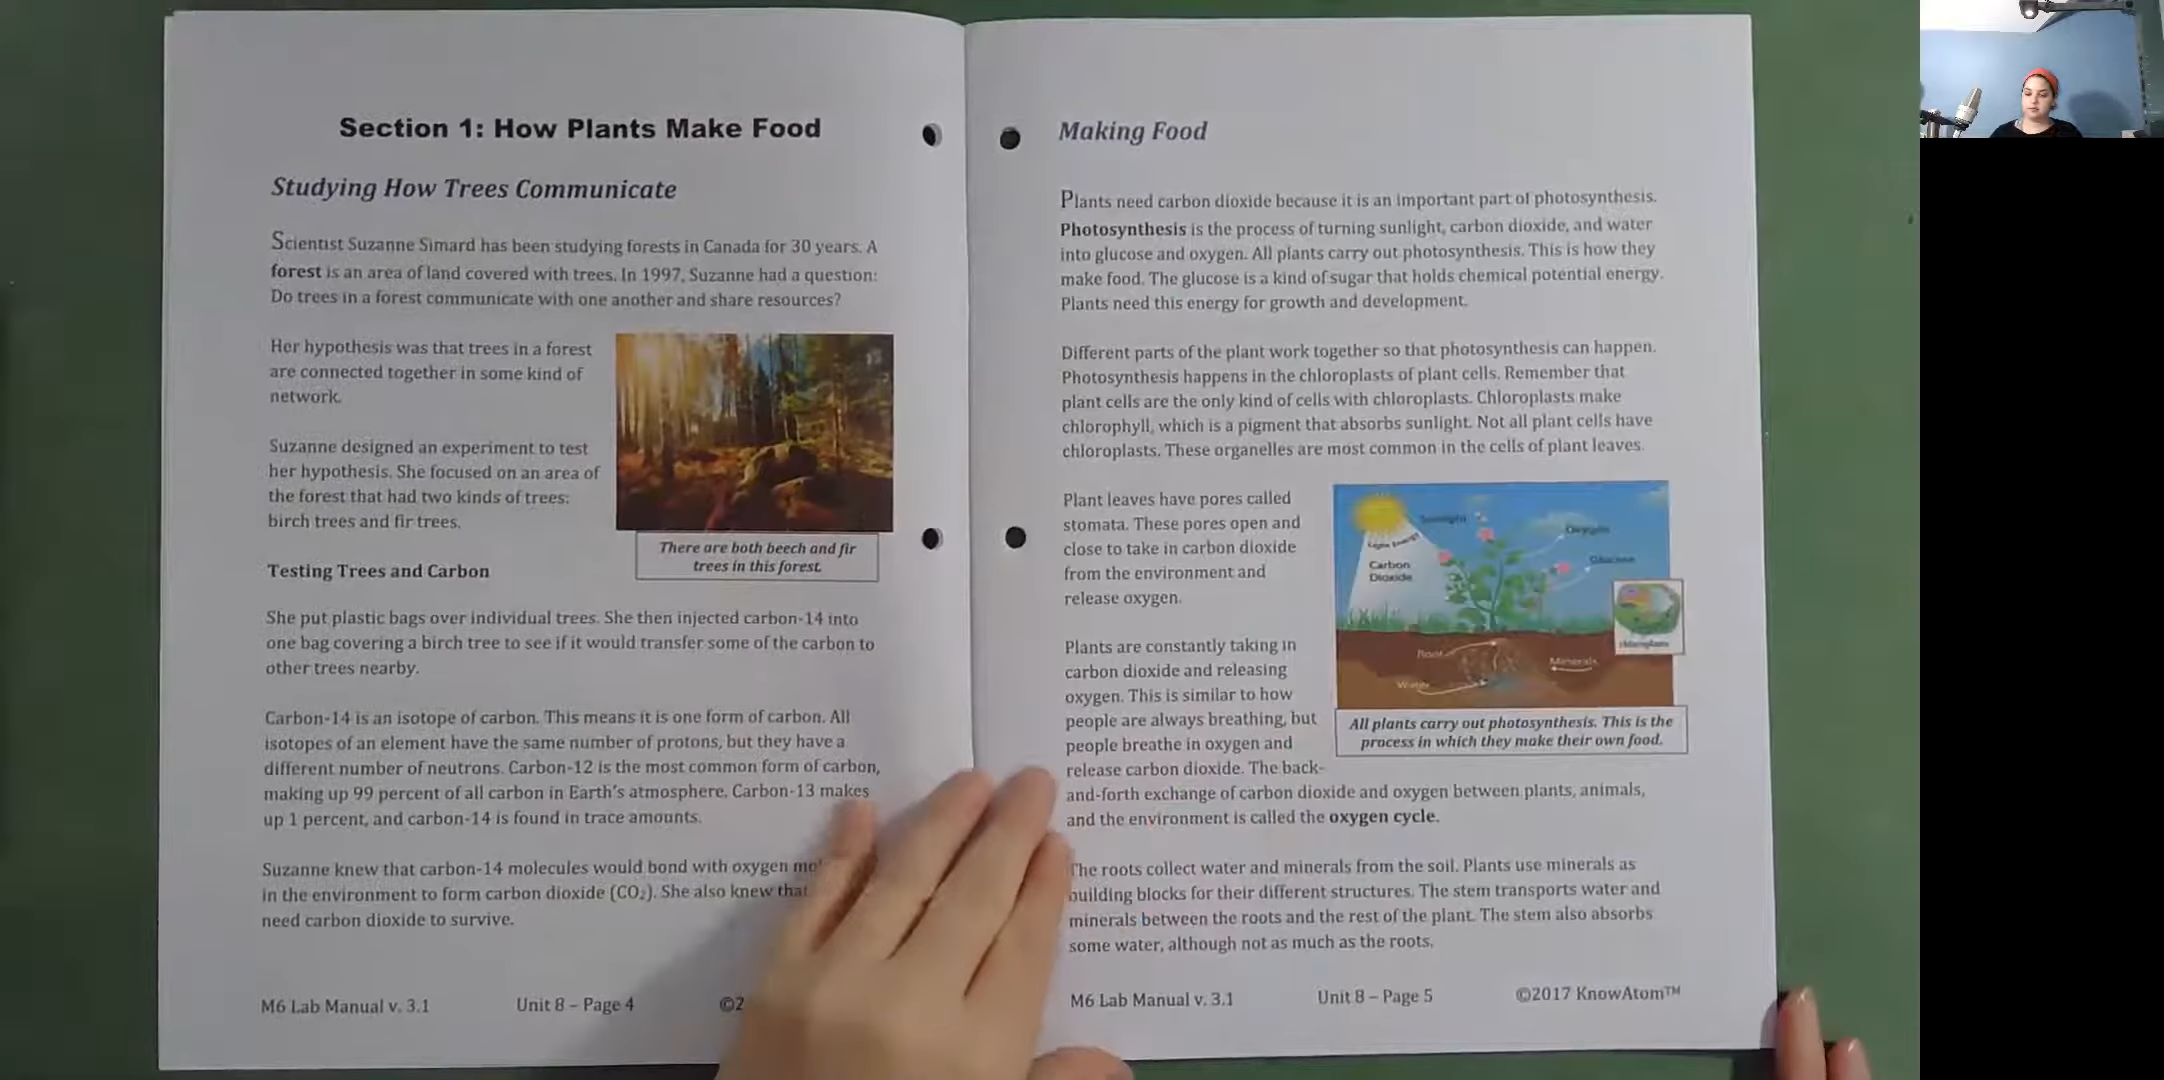 Section 1: How Plants Make Food
Studying How Trees Communicate
Scientist Suzanne Simard has been studying forests in Canada for 30 years. A
forest is an area of land covered with trees. In 1997, Suzanne had a question:
Do trees in a forest communicate with one another and share resources?
Her hypothesis was that trees in a forest
are connected together in some kind of
network.
Suzanne designed an experiment to test
her hypothesis. She focused on an area of
the forest that had two kinds of trees:
birch trees and fir trees.
There are both beech and fir
trees in this forest.
Testing Trees and Carbon
She put plastic bags over individual trees. She then injected carbon-14 into
one bag covering a birch tree to see if it would transfer some of the carbon to
other trees nearby.
Carbon-14 is an isotope of carbon. This means it is one form of carbon. All
isotopes of an element have the same number of protons, but they have a
different number of neutrons. Carbon-12 is the most common form of carbon,
making up 99 percent of all carbon in Earth's atmosphere. Carbon-13 makes
up 1 percent, and carbon-14 is found in trace amounts.
Suzanne knew that carbon-14 molecules would bond with oxygen
in the environment to form carbon dioxide (CO₂). She also knew that
need carbon dioxide to survive.
M6 Lab Manual v. 3.1 Unit 8 – Page 4 ©2
Making Food
Plants need carbon dioxide because it is an important part of photosynthesis.
Photosynthesis is the process of turning sunlight, carbon dioxide, and water
into glucose and oxygen. All plants carry out photosynthesis. This is how they
make food. The glucose is a kind of sugar that holds chemical potential energy.
Plants need this energy for growth and development.
Different parts of the plant work together so that photosynthesis can happen.
Photosynthesis happens in the chloroplasts of plant cells. Remember that
plant cells are the only kind of cells with chloroplasts. Chloroplasts make
chlorophyll, which is a pigment that absorbs sunlight. Not all plant cells have
chloroplasts. These organelles are most common in the cells of plant leaves.
Plant leaves have pores called
stomata. These pores open and
close to take in carbon dioxide
from the environment and
release oxygen.
Sunlight
Oxygen
Light Energy
Glucose
Carbon
Dioxide
chloroplasts
Root
Minerals
Water
All plants carry out photosynthesis. This is the
process in which they make their own food.
Plants are constantly taking in
carbon dioxide and releasing
oxygen. This is similar to how
people are always breathing, but
people breathe in oxygen and
release carbon dioxide. The back-
and-forth exchange of carbon dioxide and oxygen between plants, animals,
and the environment is called the oxygen cycle.
The roots collect water and minerals from the soil. Plants use minerals as
building blocks for their different structures. The stem transports water and
minerals between the roots and the rest of the plant. The stem also absorbs
some water, although not as much as the roots.
M6 Lab Manual v. 3.1 Unit 8 – Page 5 ©2017 KnowAtom™